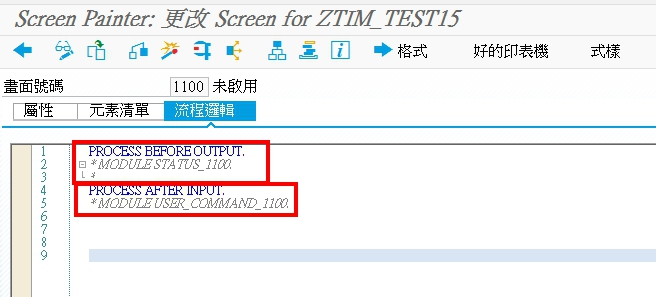 Screen Painter: 更改 Screen for ZTIM_TEST15
格式 好的印表機 式樣
畫面號碼 1100 未啟用
屬性 元素清單 流程邏輯
1 PROCESS BEFORE OUTPUT.
2 * MODULE STATUS_1100.
3 *
4 PROCESS AFTER INPUT.
5 * MODULE USER_COMMAND_1100.
6
7
8
9